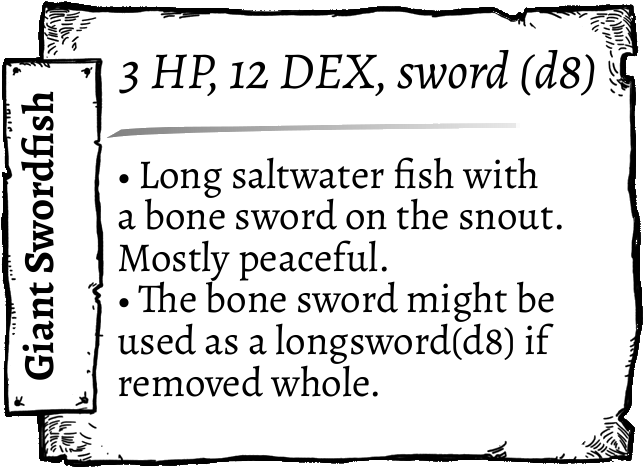 Giant Swordfish
3 HP, 12 DEX, sword (d8)
• Long saltwater fish with
a bone sword on the snout.
Mostly peaceful.
• The bone sword might be
used as a longsword(d8) if
removed whole.